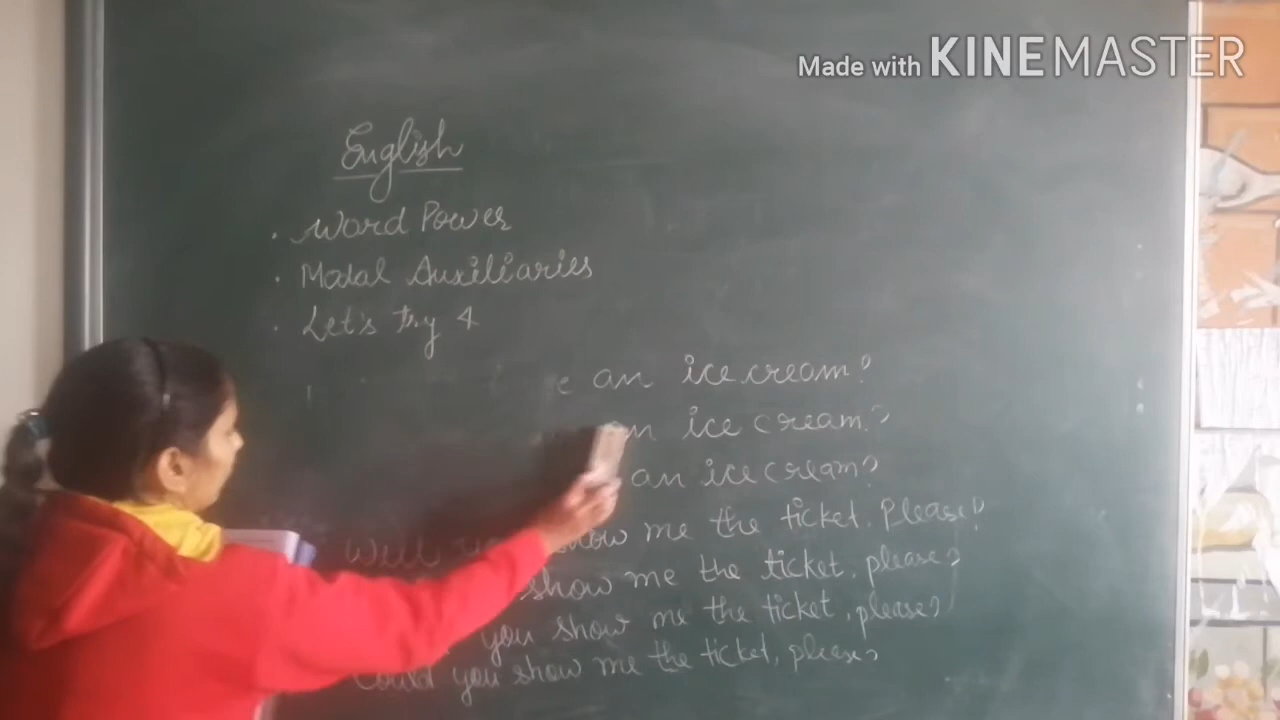 Made with KINEMASTER
English
. Word Power
. Modal Auxiliaries
. Let's try 4
an ice cream?
an ice cream?
an ice cream?
Will show me the ticket, Please?
show me the ticket, please?
you show me the ticket, please?
Could you show me the ticket, please?